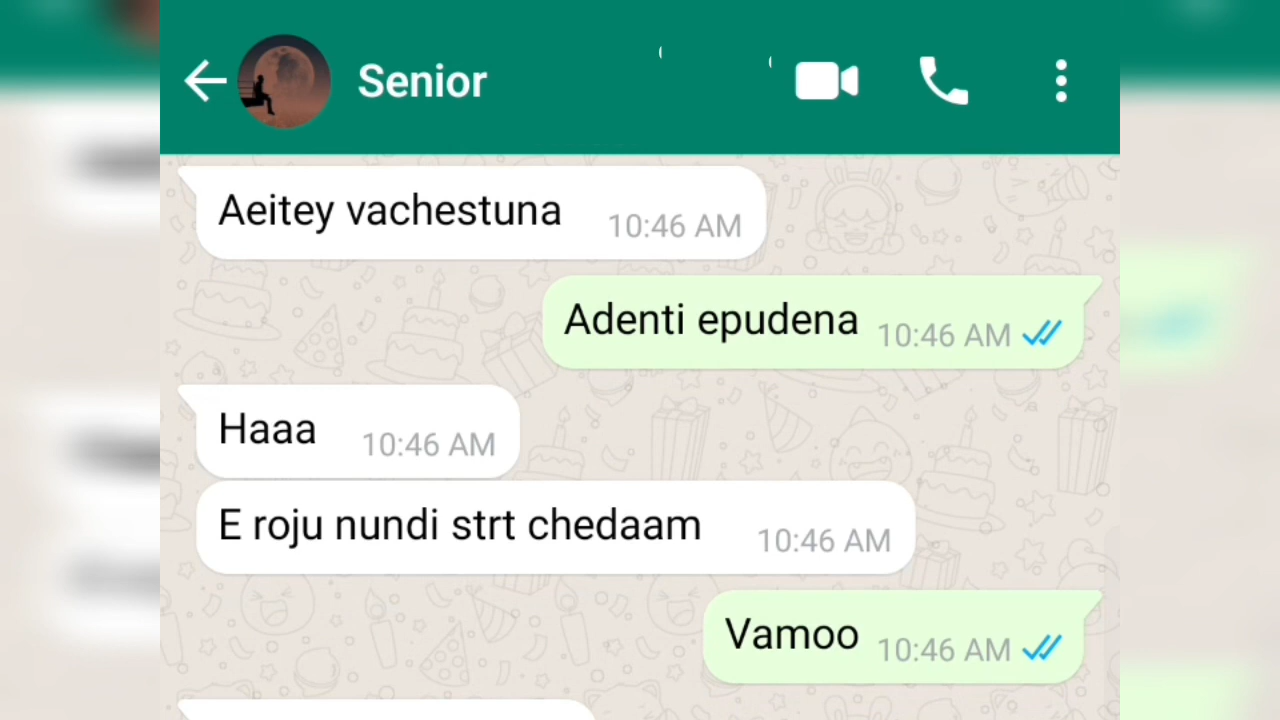 Senior
Aeitey vachestuna 10:46 AM
Adenti epudena 10:46 AM
Haaa 10:46 AM
E roju nundi strt chedaam 10:46 AM
Vamoo 10:46 AM